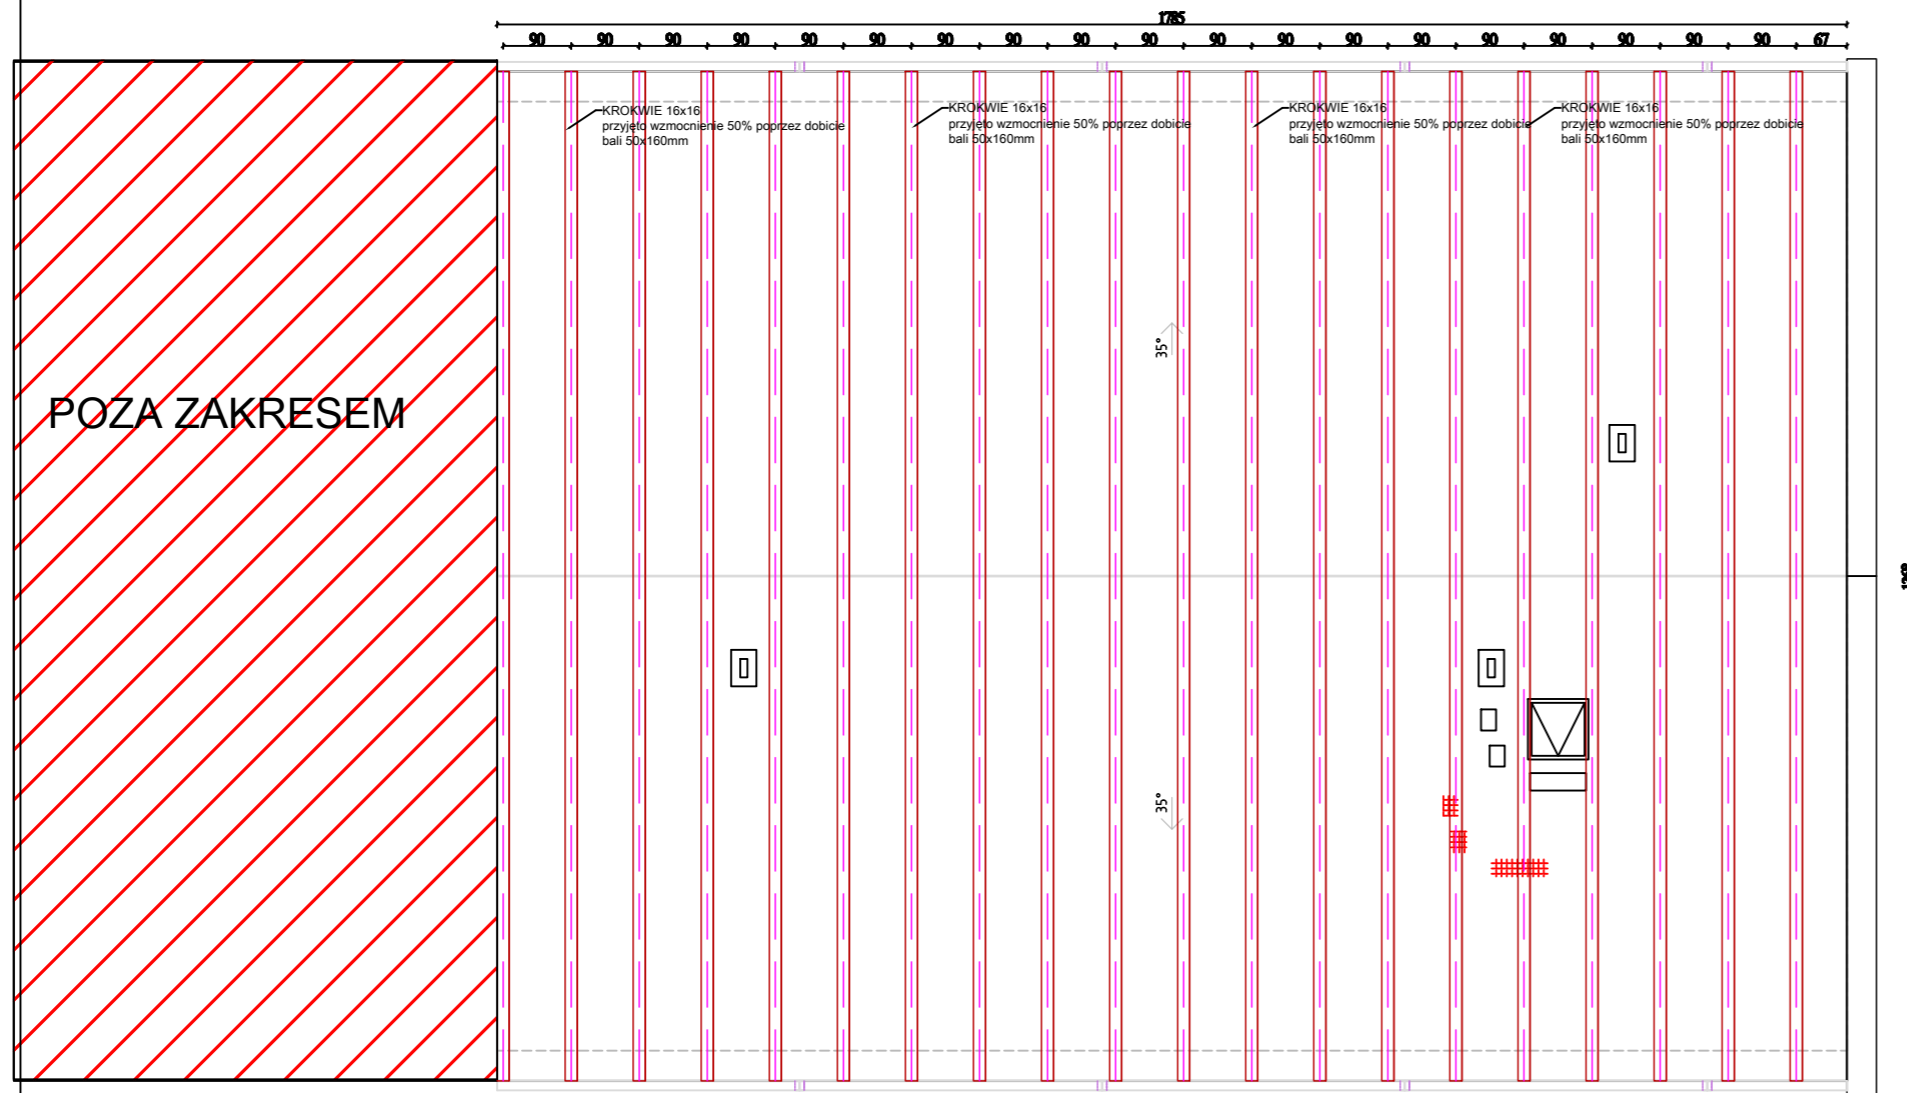 1785
90 90 90 90 90 90 90 90 90 90 90 90 90 90 90 90 90 90 90 67
KROKWIE 16x16
przyjęto wzmocnienie 50% poprzez dobicie
bali 50x160mm
KROKWIE 16x16
przyjęto wzmocnienie 50% poprzez dobicie
bali 50x160mm
KROKWIE 16x16
przyjęto wzmocnienie 50% poprzez dobicie
bali 50x160mm
KROKWIE 16x16
przyjęto wzmocnienie 50% poprzez dobicie
bali 50x160mm
35°
POZA ZAKRESEM
35°